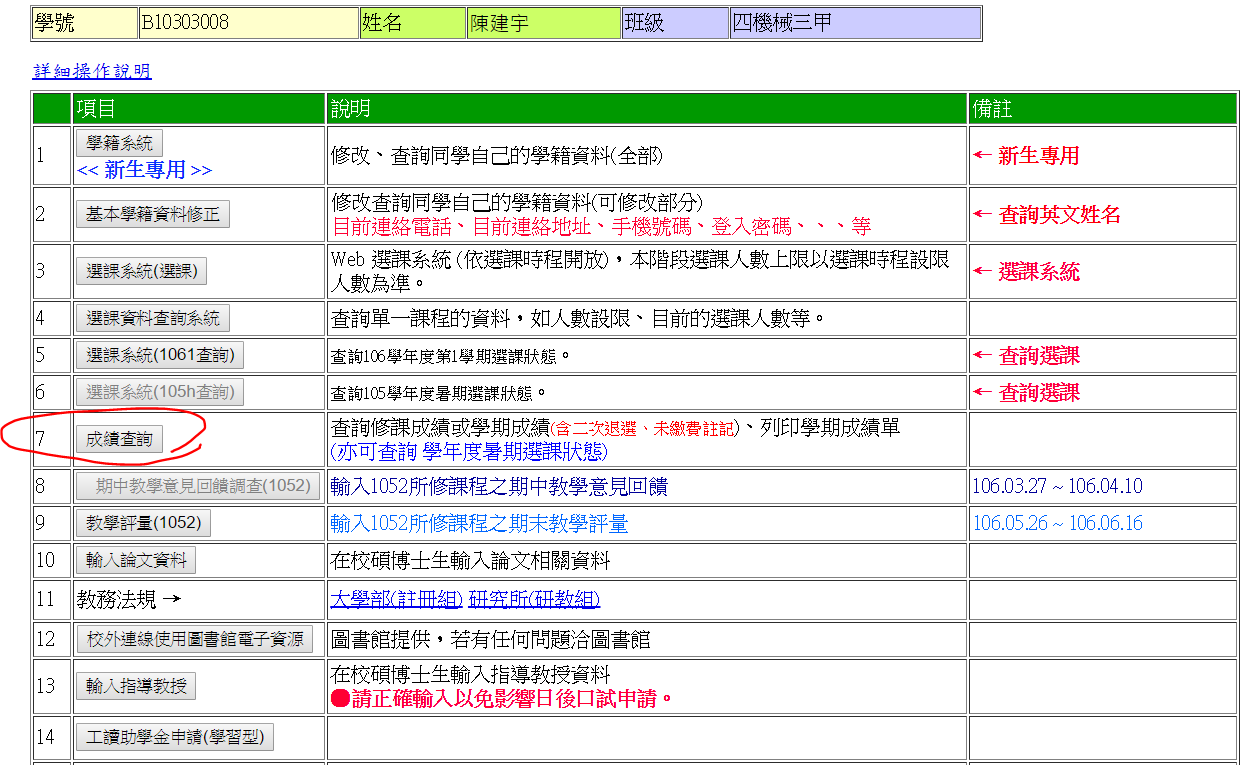 學號 B10303008 姓名 陳建宇 班級 四機械三甲
詳細操作說明
項目 說明 備註
1 學籍系統 修改、查詢同學自己的學籍資料(全部) ← 新生專用
<< 新生專用 >>
2 基本學籍資料修正 修改查詢同學自己的學籍資料(可修改部分) ← 查詢英文姓名
目前連絡電話、目前連絡地址、手機號碼、登入密碼、、、等
3 選課系統(選課) Web 選課系統 (依選課時程開放)，本階段選課人數上限以選課時程設限 ← 選課系統
人數為準。
4 選課資料查詢系統 查詢單一課程的資料，如人數設限、目前的選課人數等。
5 選課系統(1061查詢) 查詢106學年度第1學期選課狀態。 ← 查詢選課
6 選課系統(105h查詢) 查詢105學年度暑期選課狀態。 ← 查詢選課
7 成績查詢 查詢修課成績或學期成績(含二次退選、未繳費註記)、列印學期成績單
(亦可查詢 學年度暑期選課狀態)
8 期中教學意見回饋調查(1052) 輸入1052所修課程之期中教學意見回饋 106.03.27 ~ 106.04.10
9 教學評量(1052) 輸入1052所修課程之期末教學評量 106.05.26 ~ 106.06.16
10 輸入論文資料 在校碩博士生輸入論文相關資料
11 教務法規 → 大學部(註冊組) 研究所(研教組)
12 校外連線使用圖書館電子資源 圖書館提供，若有任何問題洽圖書館
13 輸入指導教授 在校碩博士生輸入指導教授資料
●請正確輸入以免影響日後口試申請。
14 工讀助學金申請(學習型)